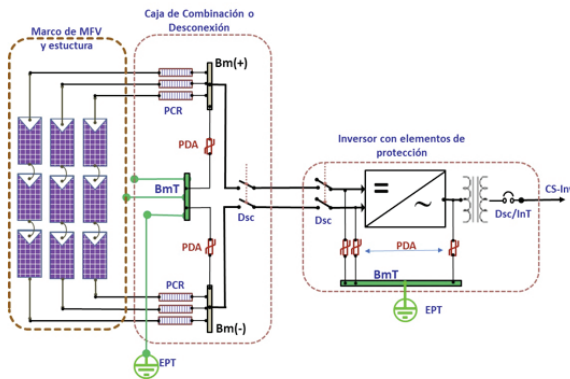 Marco de MFV
y estuctura
Caja de Combinación o
Desconexión
Bm(+)
PCR
PDA
BmT
Dsc
PDA
PCR
Bm(-)
EPT
Inversor con elementos de
protección
=
~
Dsc
PDA
BmT
EPT
Dsc/InT
CS-Inv